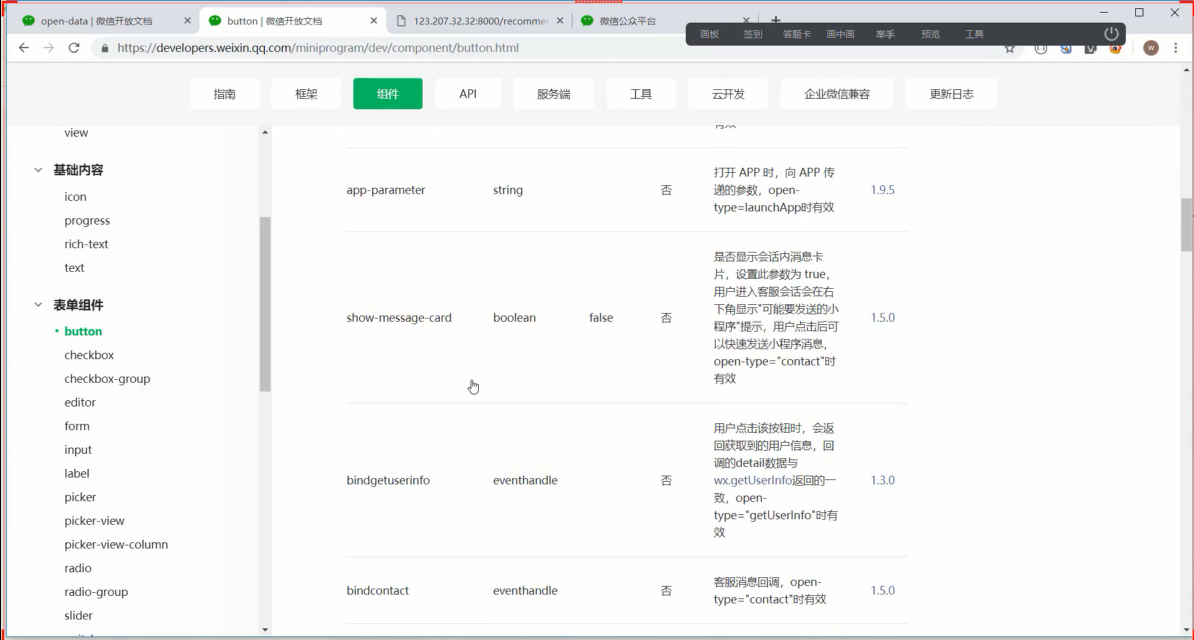 open-data | 微信开放文档
button | 微信开放文档
123.207.32.32:8000/recommer
微信公众平台
画板 签到 答题卡 画中画 举手 预览 工具
https://developers.weixin.qq.com/miniprogram/dev/component/button.html
指南 框架 组件 API 服务端 工具 云开发 企业微信兼容 更新日志
view
基础内容
icon
progress
rich-text
text
表单组件
button
checkbox
checkbox-group
editor
form
input
label
picker
picker-view
picker-view-column
radio
radio-group
slider
有效
app-parameter string 否
打开 APP 时，向 APP 传
递的参数，open-
type=launchApp时有效
1.9.5
show-message-card boolean false 否
是否显示会话内消息卡
片，设置此参数为 true，
用户进入客服会话会在右
下角显示"可能要发送的小
程序"提示，用户点击后可
以快速发送小程序消息，
open-type="contact"时
有效
1.5.0
bindgetuserinfo eventhandle 否
用户点击该按钮时，会返
回获取到的用户信息，回
调的detail数据与
wx.getUserInfo返回的一
致，open-
type="getUserInfo"时有
效
1.3.0
bindcontact eventhandle 否
客服消息回调，open-
type="contact"时有效
1.5.0